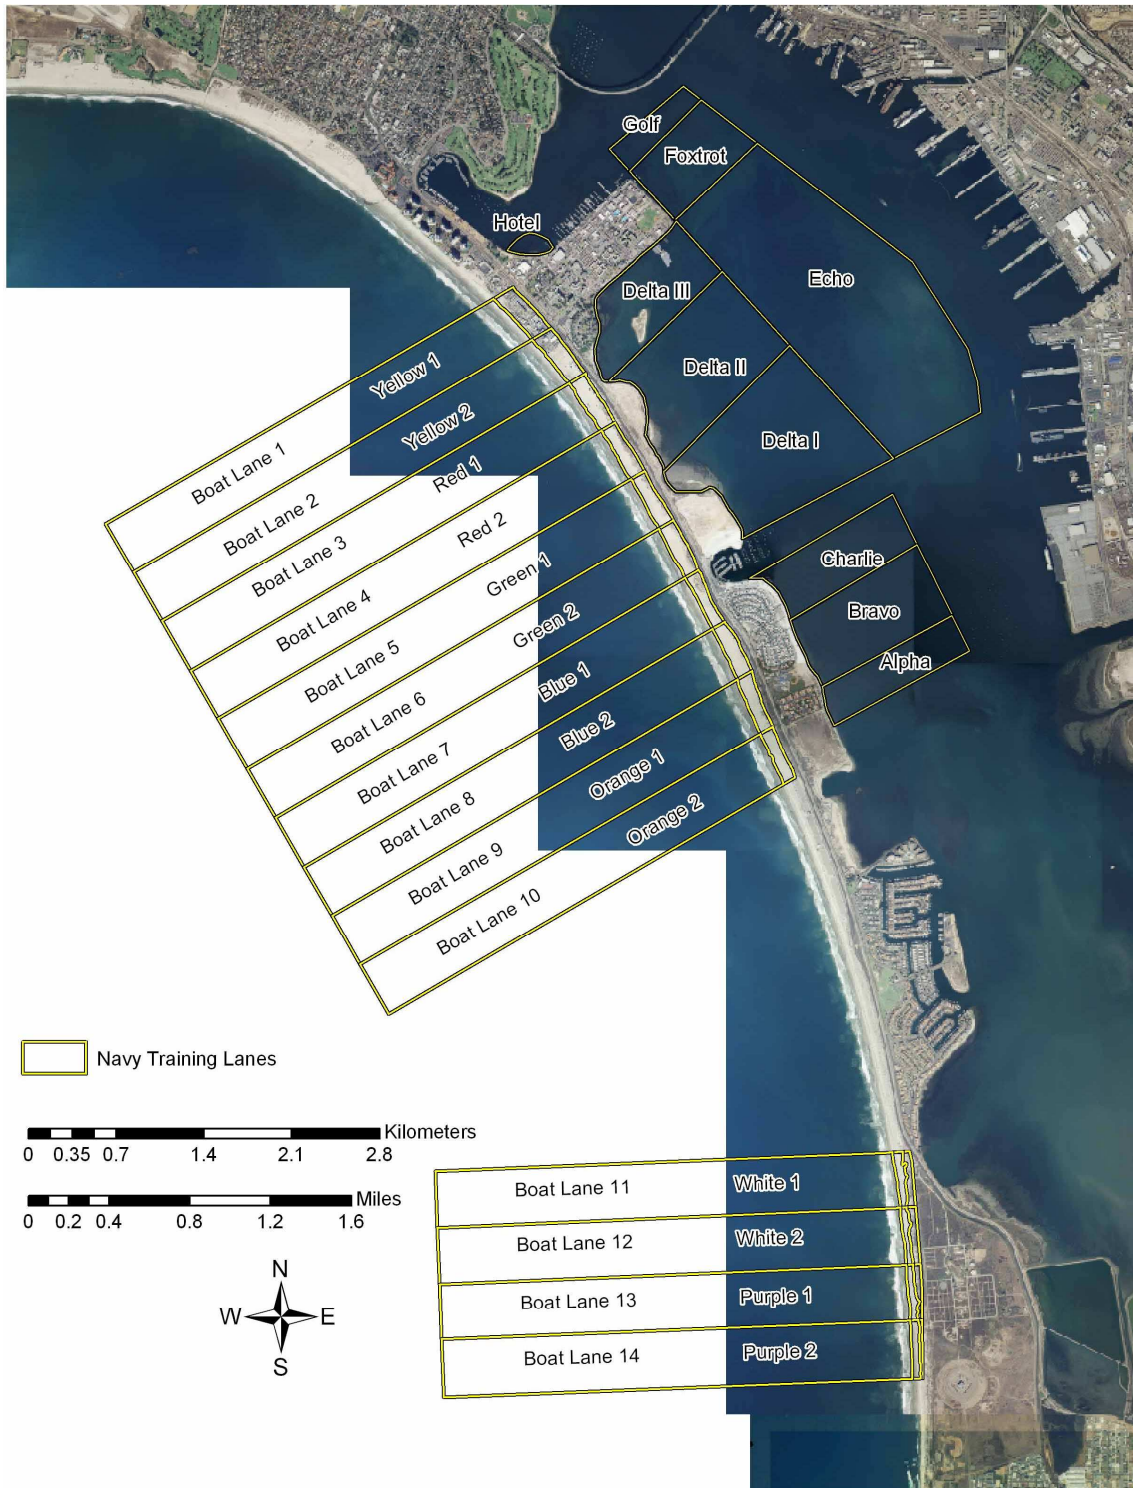 Golf
Foxtrot
Hotel
Echo
Delta III
Delta II
Delta I
Charlie
Bravo
Alpha
Boat Lane 1 Yellow 1
Boat Lane 2 Yellow 2
Boat Lane 3 Red 1
Boat Lane 4 Red 2
Boat Lane 5 Green 1
Boat Lane 6 Green 2
Boat Lane 7 Blue 1
Boat Lane 8 Blue 2
Boat Lane 9 Orange 1
Boat Lane 10 Orange 2
Navy Training Lanes
Kilometers
0 0.35 0.7 1.4 2.1 2.8
Miles
0 0.2 0.4 0.8 1.2 1.6
N
W E
S
Boat Lane 11 White 1
Boat Lane 12 White 2
Boat Lane 13 Purple 1
Boat Lane 14 Purple 2